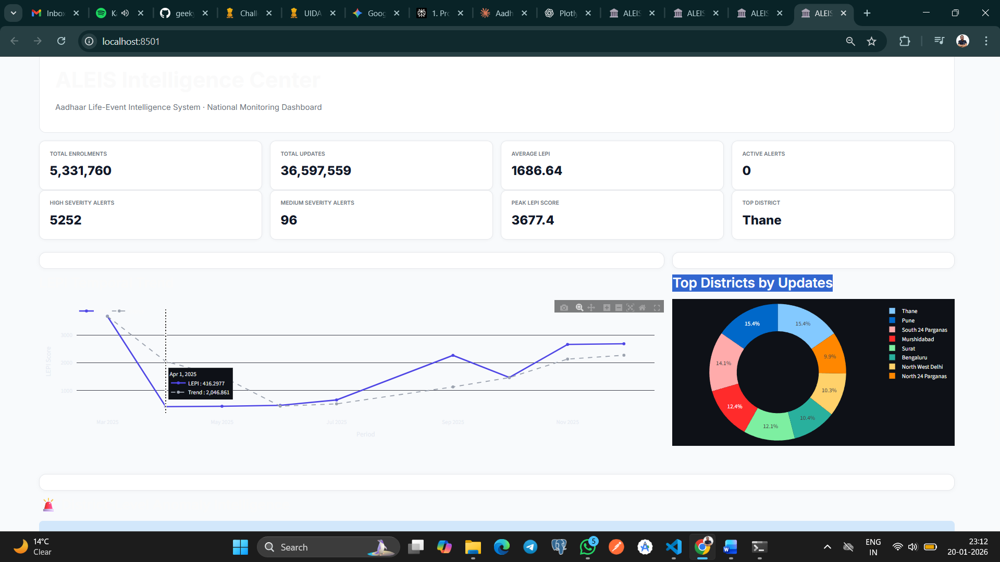 Inbox
Ka
geeky
Chall
UIDA
Goog
1. Pro
Aadh
Plotly
ALEIS
ALEIS
ALEIS
ALEIS
localhost:8501
ALEIS Intelligence Center
Aadhaar Life-Event Intelligence System · National Monitoring Dashboard
TOTAL ENROLMENTS
5,331,760
TOTAL UPDATES
36,597,559
AVERAGE LEPI
1686.64
ACTIVE ALERTS
0
HIGH SEVERITY ALERTS
5252
MEDIUM SEVERITY ALERTS
96
PEAK LEPI SCORE
3677.4
TOP DISTRICT
Thane
LEPI Score
3000
2000
1000
Apr 1, 2025
LEPI : 416.2977
Trend : 2,046.861
Mar 2025
May 2025
Jul 2025
Sep 2025
Nov 2025
Period
Top Districts by Updates
15.4%
15.4%
14.1%
9.9%
10.3%
12.4%
10.4%
12.1%
Thane
Pune
South 24 Parganas
Murshidabad
Surat
Bengaluru
North West Delhi
North 24 Parganas
14°C
Clear
Search
5
ENG
IN
23:12
20-01-2026